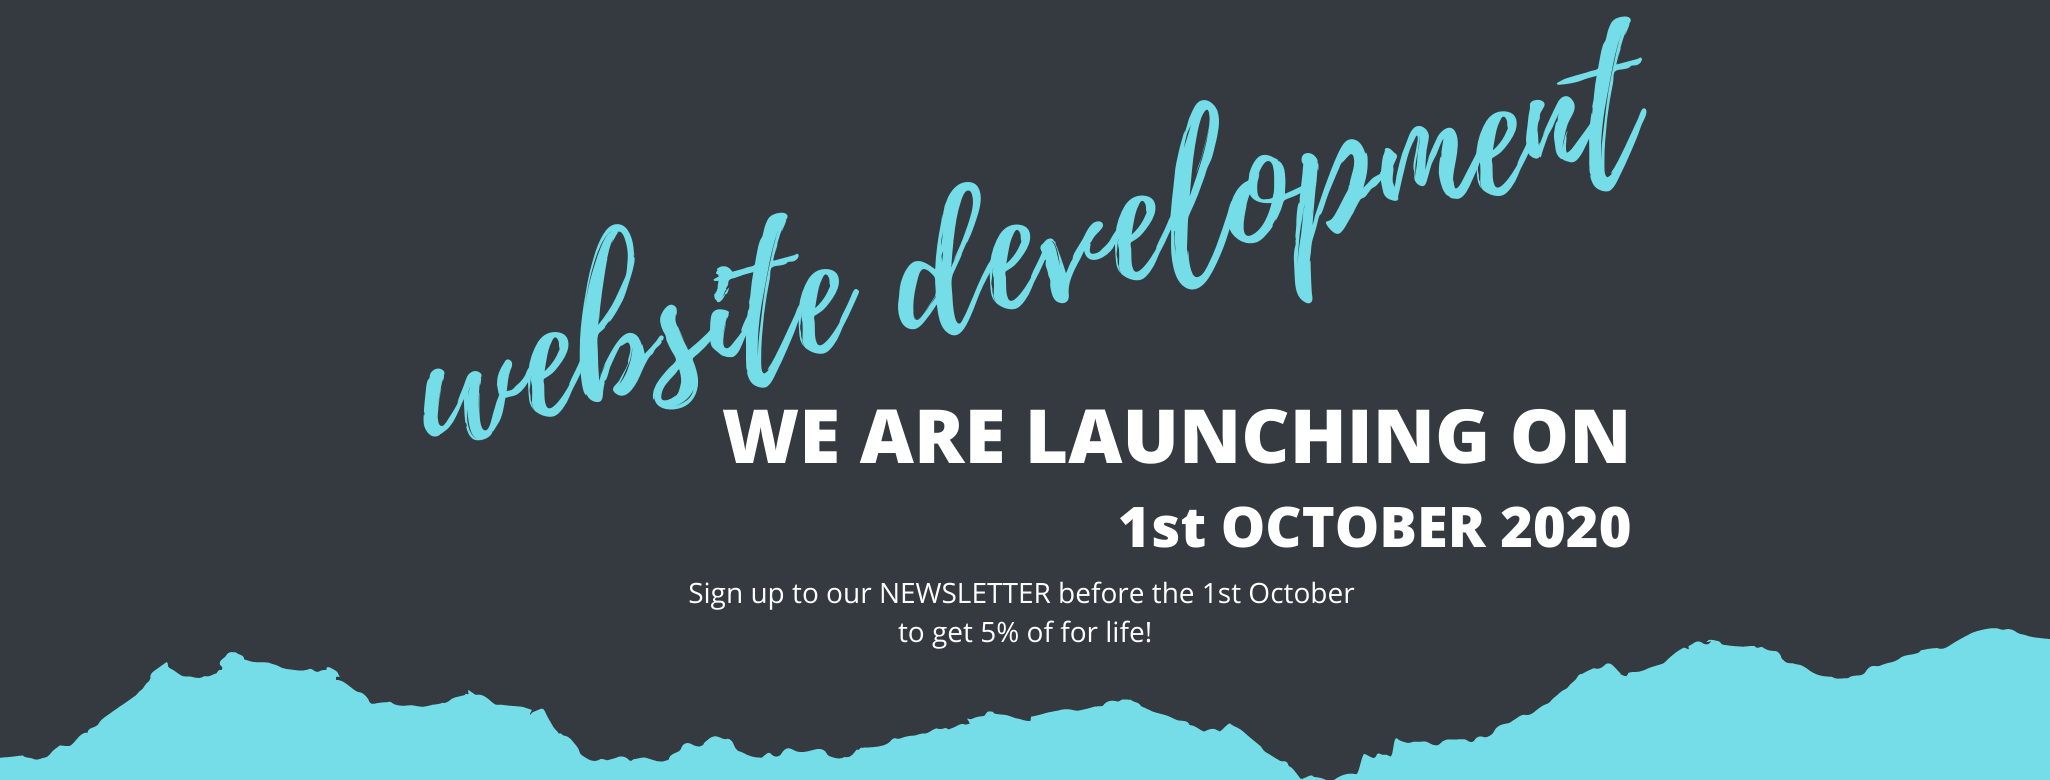 website development
WE ARE LAUNCHING ON
1st OCTOBER 2020
Sign up to our NEWSLETTER before the 1st October
to get 5% of for life!